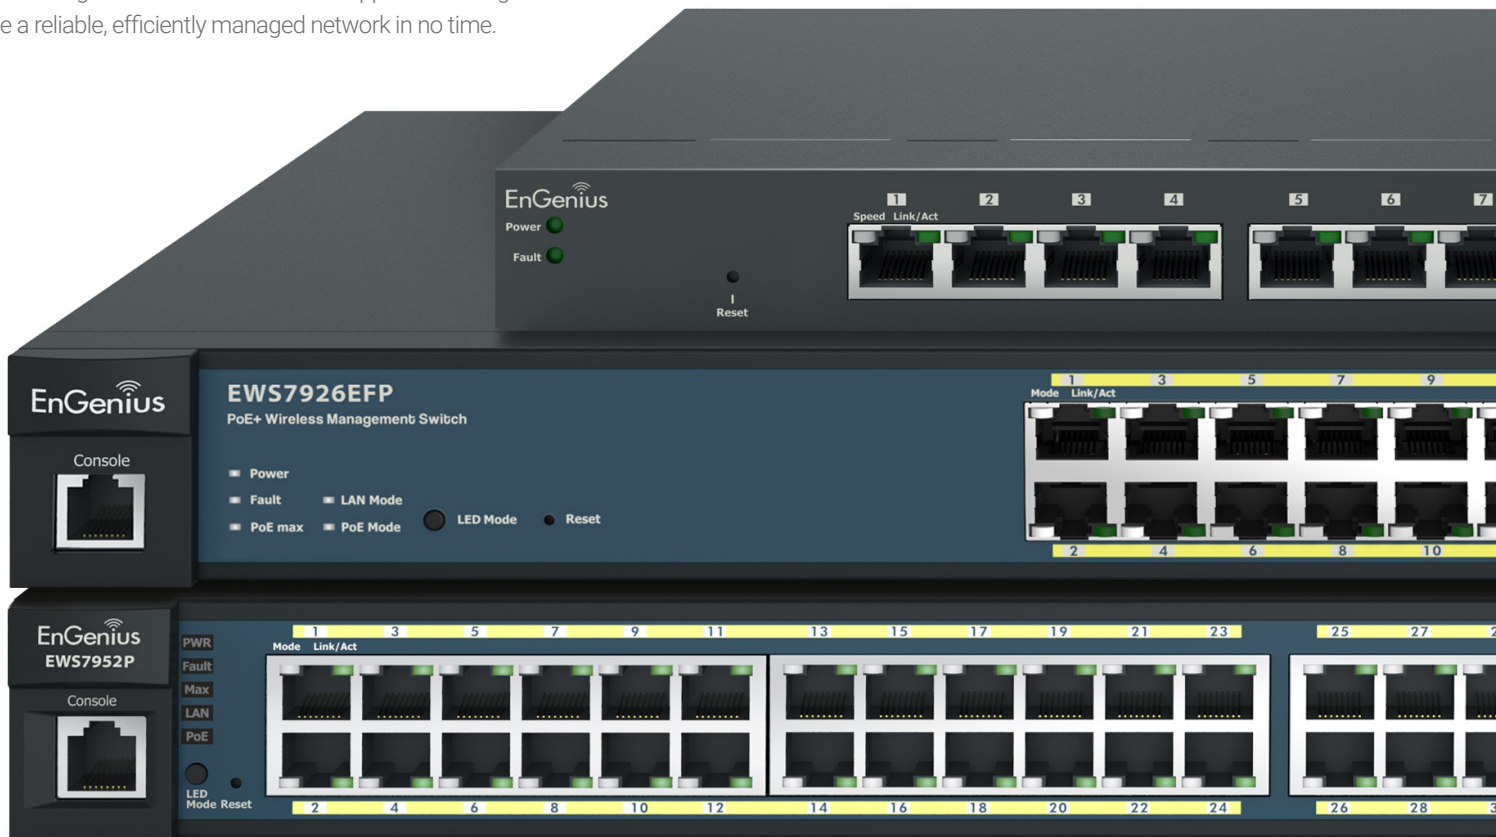 e a reliable, efficiently managed network in no time.
EnGenius
Power
Fault
Reset
1 2 3 4 5 6 7
Speed Link/Act
EnGenius
Console
EWS7926EFP
PoE+ Wireless Management Switch
Power
Fault LAN Mode
PoE max PoE Mode
LED Mode Reset
1 3 5 7 9
Mode Link/Act
2 4 6 8 10
EnGenius
EWS7952P
Console
PWR
Fault
Max
LAN
PoE
LED
Mode Reset
1 3 5 7 9 11 13 15 17 19 21 23 25 27
Mode Link/Act
2 4 6 8 10 12 14 16 18 20 22 24 26 28